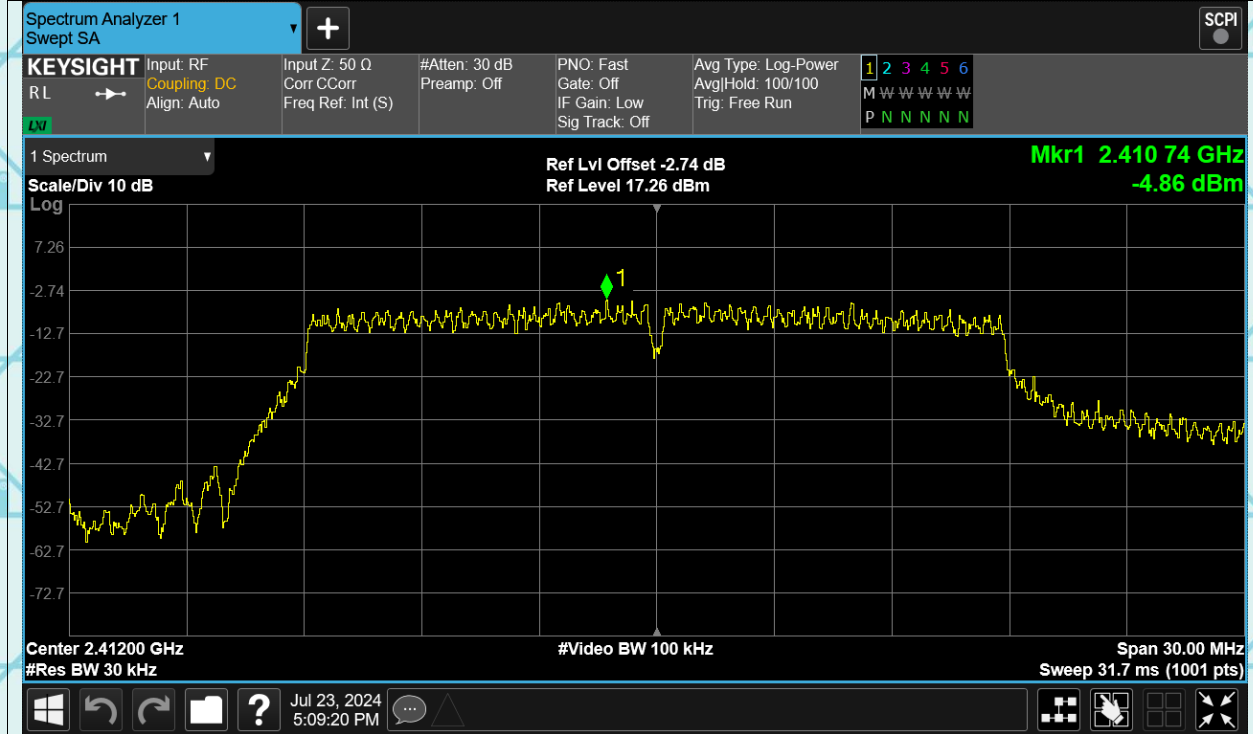 Spectrum Analyzer 1
Swept SA
SCPI
KEYSIGHT
RL
LXI
Input: RF
Coupling: DC
Align: Auto
Input Z: 50 Ω
Corr CCorr
Freq Ref: Int (S)
#Atten: 30 dB
Preamp: Off
PNO: Fast
Gate: Off
IF Gain: Low
Sig Track: Off
Avg Type: Log-Power
Avg|Hold: 100/100
Trig: Free Run
1 2 3 4 5 6
M W W W W W
P N N N N N
1 Spectrum
Scale/Div 10 dB
Log
Ref Lvl Offset -2.74 dB
Ref Level 17.26 dBm
Mkr1 2.410 74 GHz
-4.86 dBm
7.26
-2.74
-12.7
-22.7
-32.7
-42.7
-52.7
-62.7
-72.7
1
Center 2.41200 GHz
#Res BW 30 kHz
#Video BW 100 kHz
Span 30.00 MHz
Sweep 31.7 ms (1001 pts)
?
Jul 23, 2024
5:09:20 PM